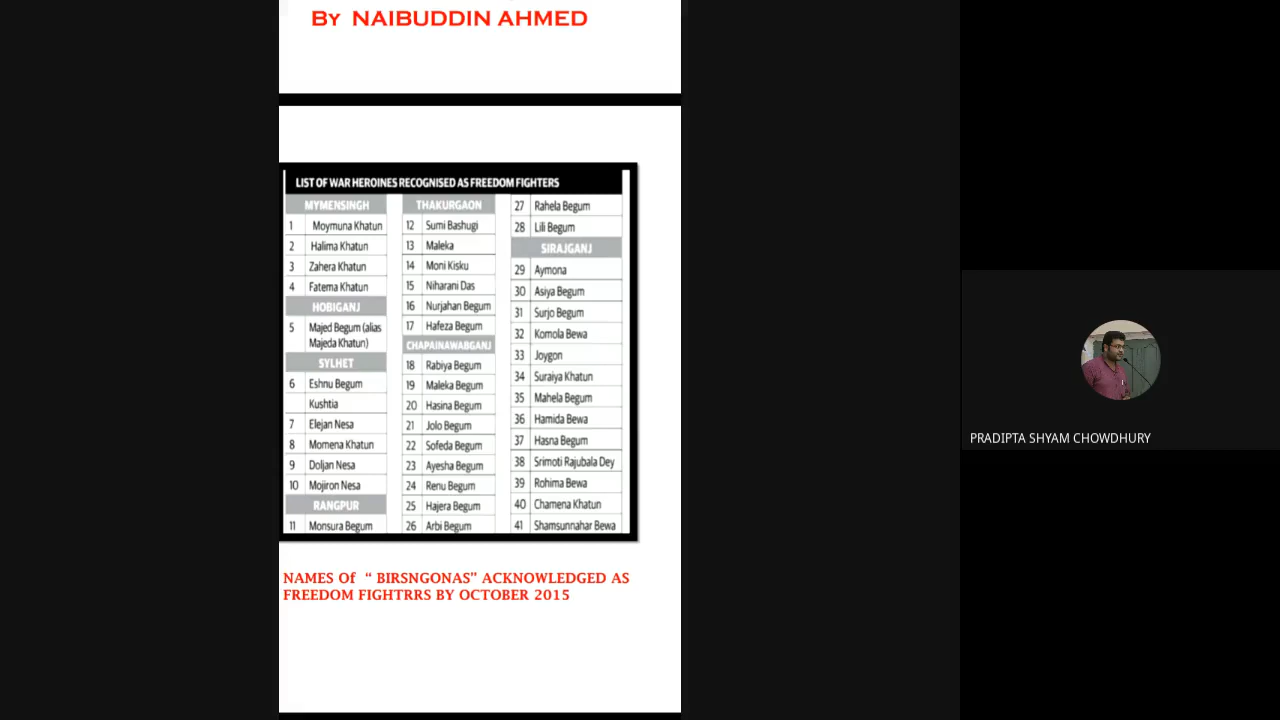 By NAIBUDDIN AHMED
LIST OF WAR HEROINES RECOGNISED AS FREEDOM FIGHTERS
MYMENSINGH
1 Moymuna Khatun
2 Halima Khatun
3 Zahera Khatun
4 Fatema Khatun
HOBIGANJ
5 Majed Begum (alias
Majeda Khatun)
SYLHET
6 Eshnu Begum
Kushtia
7 Elejan Nesa
8 Momena Khatun
9 Doljan Nesa
10 Mojiron Nesa
RANGPUR
11 Monsura Begum
THAKURGAON
12 Sumi Bashugi
13 Maleka
14 Moni Kisku
15 Niharani Das
16 Nurjahan Begum
17 Hafeza Begum
CHAPAINAWABGANJ
18 Rabiya Begum
19 Maleka Begum
20 Hasina Begum
21 Jolo Begum
22 Sofeda Begum
23 Ayesha Begum
24 Renu Begum
25 Hajera Begum
26 Arbi Begum
27 Rahela Begum
28 Lili Begum
SIRAJGANJ
29 Aymona
30 Asiya Begum
31 Surjo Begum
32 Komola Bewa
33 Joygon
34 Suraiya Khatun
35 Mahela Begum
36 Hamida Bewa
37 Hasna Begum
38 Srimoti Rajubala Dey
39 Rohima Bewa
40 Chamena Khatun
41 Shamsunnahar Bewa
NAMES Of “ BIRSNGONAS” ACKNOWLEDGED AS
FREEDOM FIGHTRRS BY OCTOBER 2015
PRADIPTA SHYAM CHOWDHURY